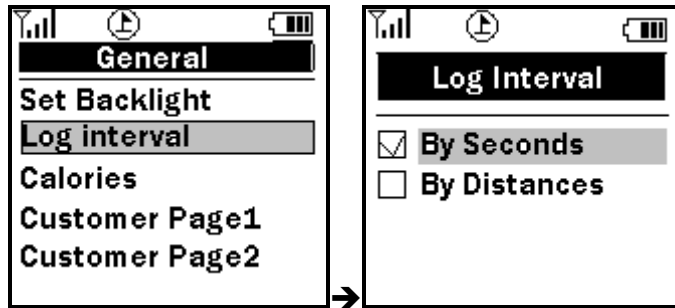 General
Set Backlight
Log interval
Calories
Customer Page1
Customer Page2
Log Interval
By Seconds
By Distances